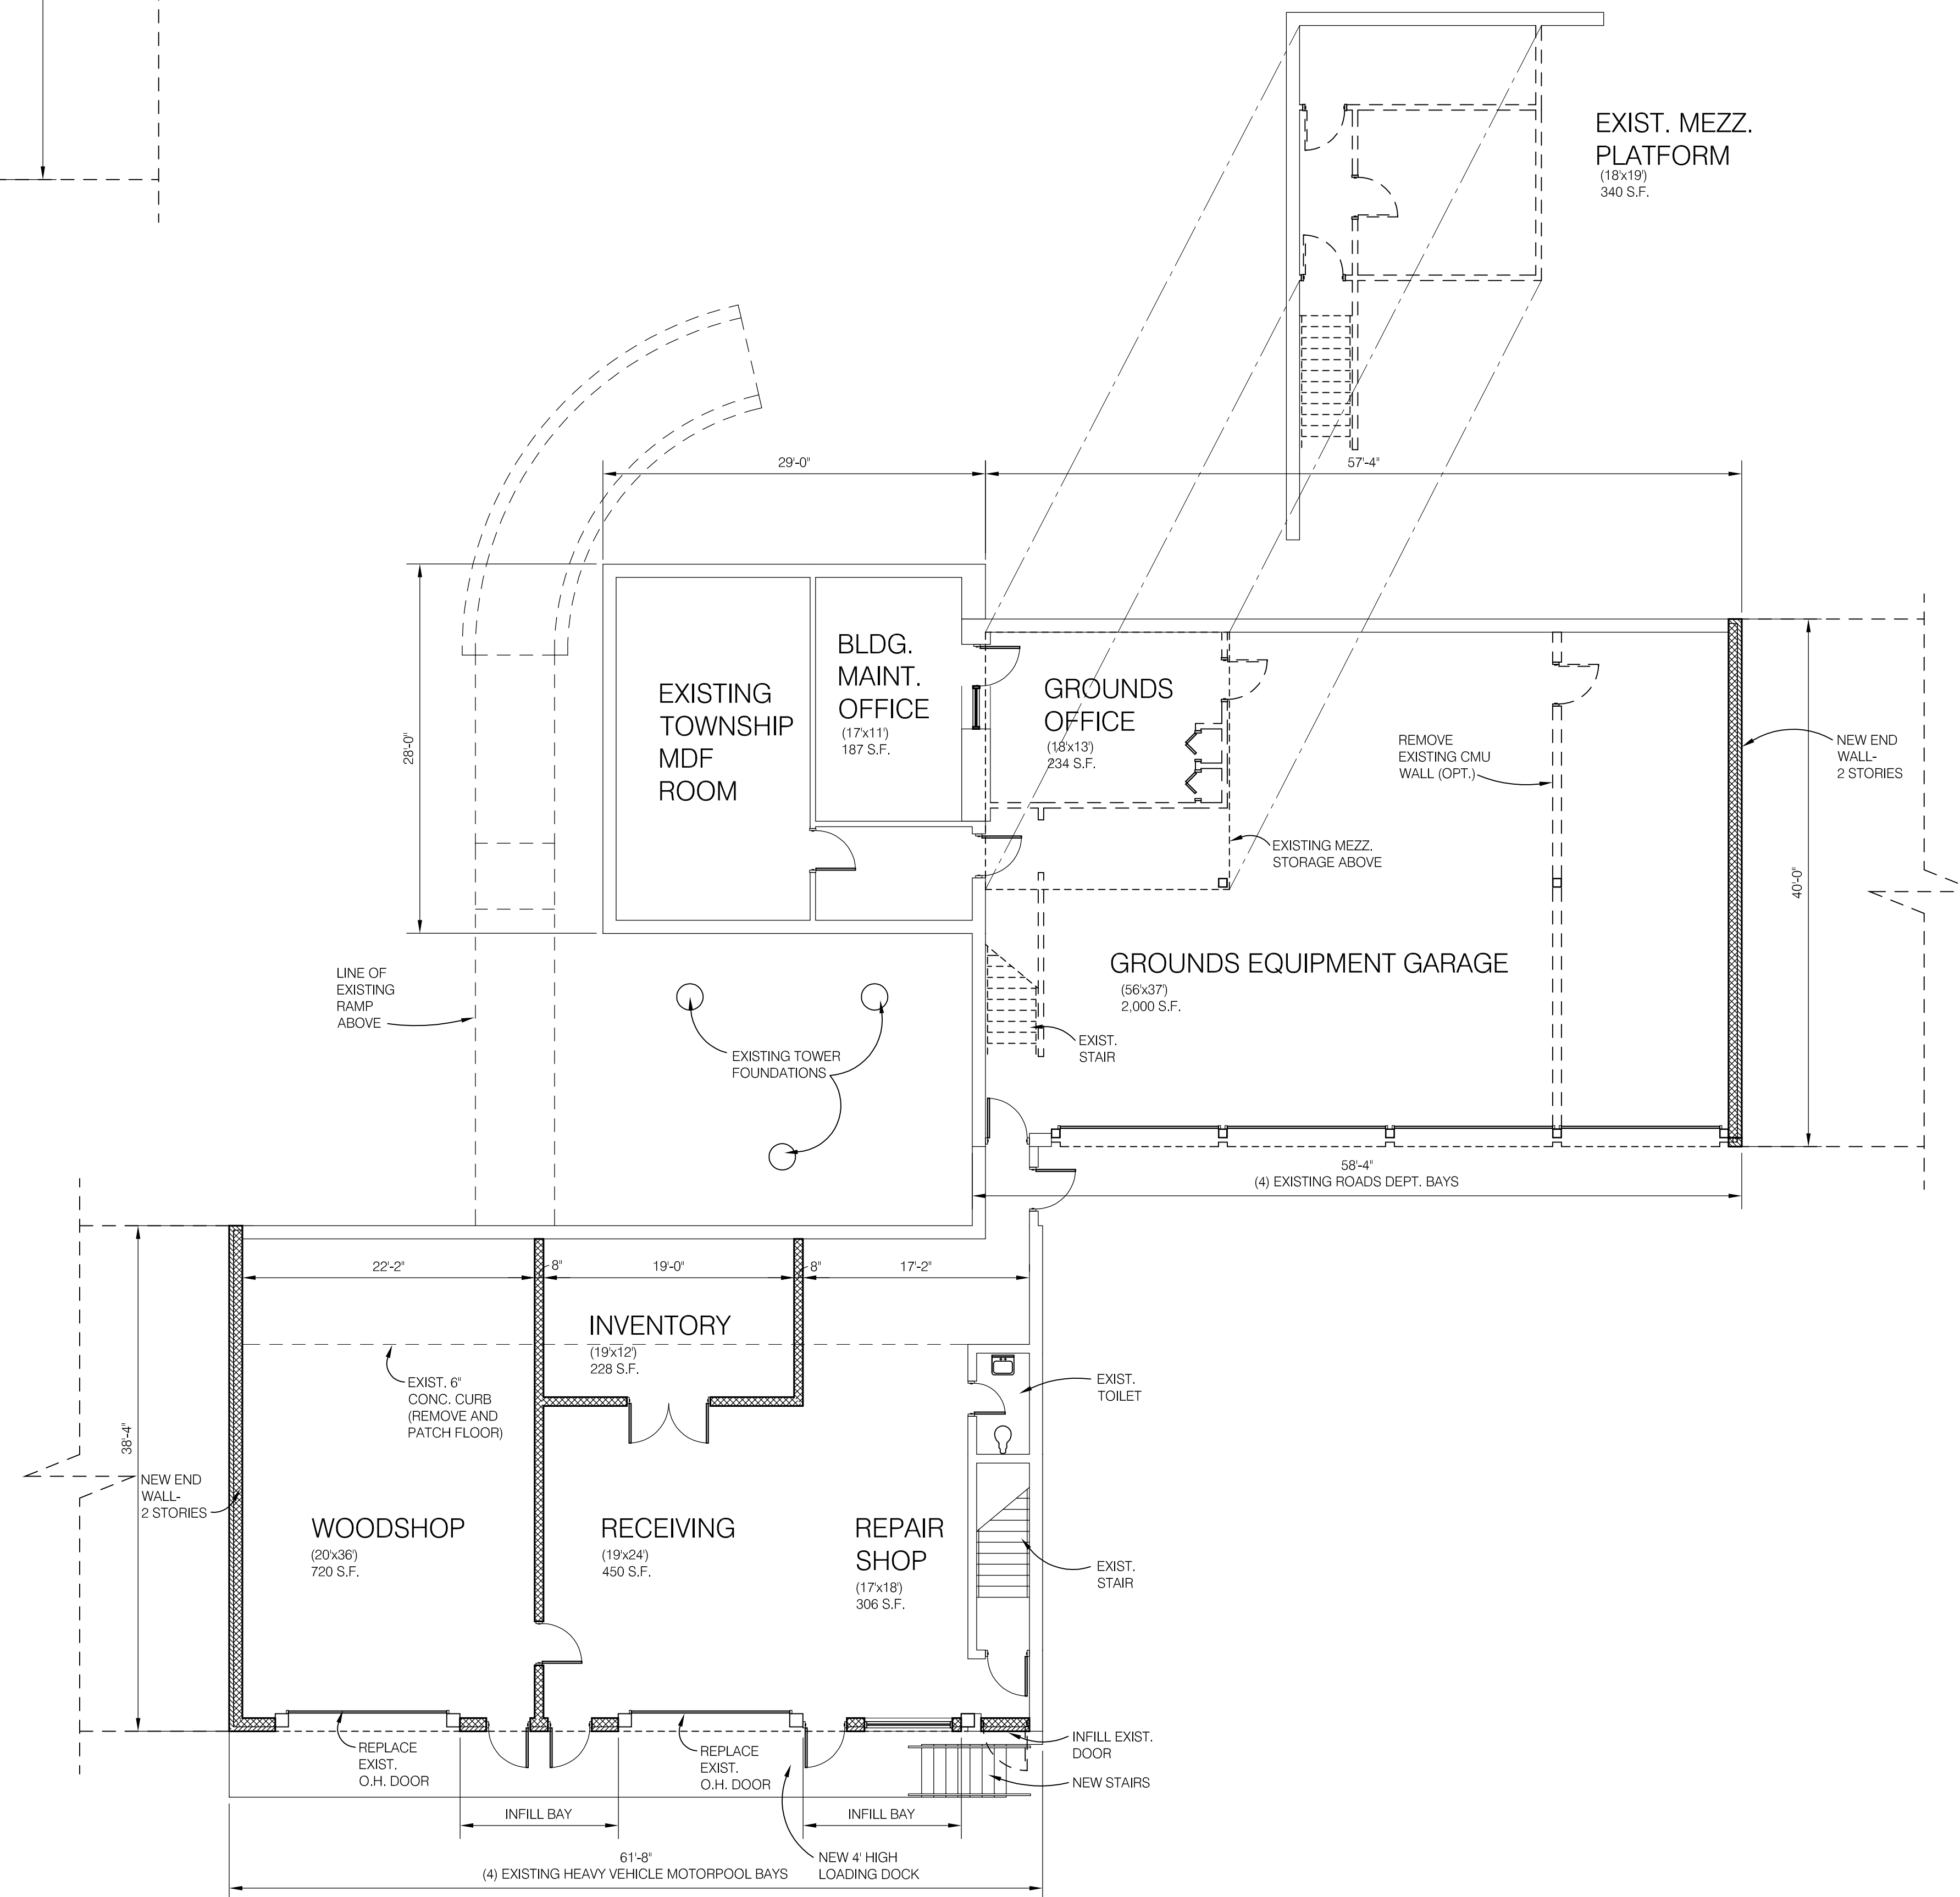 EXIST. MEZZ.
PLATFORM
(18'x19')
340 S.F.
29'-0"
57'-4"
28'-0"
EXISTING
TOWNSHIP
MDF
ROOM
BLDG.
MAINT.
OFFICE
(17'x11')
187 S.F.
GROUNDS
OFFICE
(18'x13')
234 S.F.
REMOVE
EXISTING CMU
WALL (OPT.)
NEW END
WALL-
2 STORIES
EXISTING MEZZ.
STORAGE ABOVE
40'-0"
GROUNDS EQUIPMENT GARAGE
(56'x37')
2,000 S.F.
LINE OF
EXISTING
RAMP
ABOVE
EXISTING TOWER
FOUNDATIONS
EXIST.
STAIR
58'-4"
(4) EXISTING ROADS DEPT. BAYS
22'-2"
8"
19'-0"
8"
17'-2"
INVENTORY
(19'x12')
228 S.F.
EXIST. 6"
CONC. CURB
(REMOVE AND
PATCH FLOOR)
EXIST.
TOILET
38'-4"
NEW END
WALL-
2 STORIES
WOODSHOP
(20'x36')
720 S.F.
RECEIVING
(19'x24')
450 S.F.
REPAIR
SHOP
(17'x18')
306 S.F.
EXIST.
STAIR
REPLACE
EXIST.
O.H. DOOR
REPLACE
EXIST.
O.H. DOOR
INFILL EXIST.
DOOR
NEW STAIRS
INFILL BAY
INFILL BAY
NEW 4' HIGH
LOADING DOCK
61'-8"
(4) EXISTING HEAVY VEHICLE MOTORPOOL BAYS